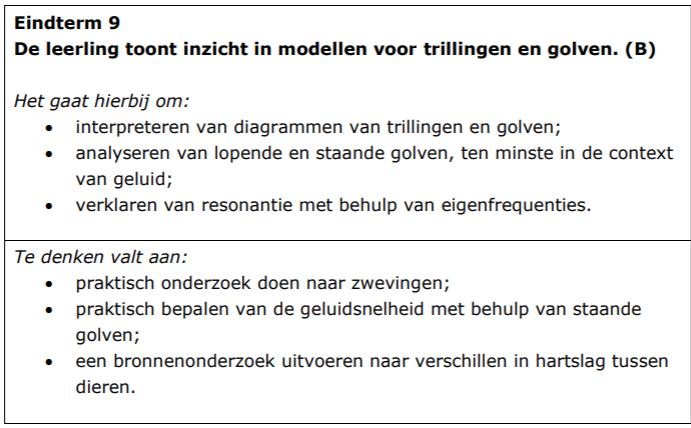 Eindterm 9
De leerling toont inzicht in modellen voor trillingen en golven. (B)
Het gaat hierbij om:
• interpreteren van diagrammen van trillingen en golven;
• analyseren van lopende en staande golven, ten minste in de context
van geluid;
• verklaren van resonantie met behulp van eigenfrequenties.
Te denken valt aan:
• praktisch onderzoek doen naar zwevingen;
• praktisch bepalen van de geluidsnelheid met behulp van staande
golven;
• een bronnenonderzoek uitvoeren naar verschillen in hartslag tussen
dieren.